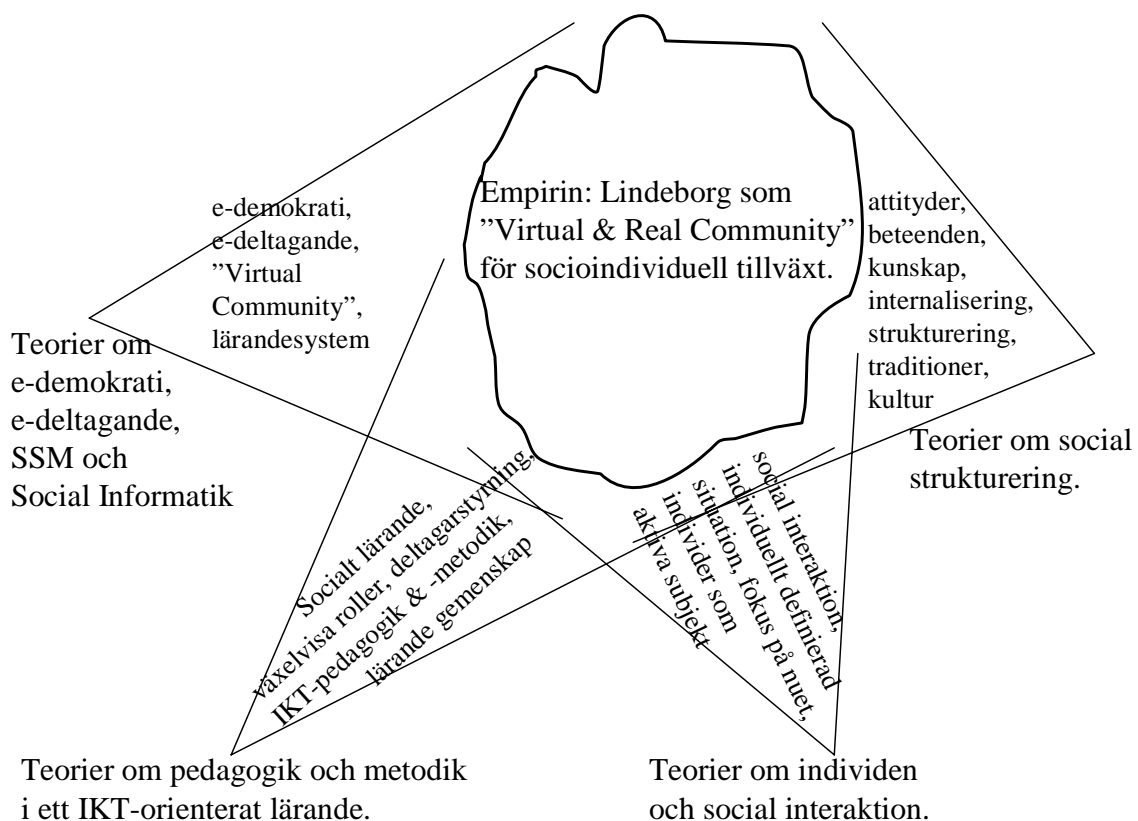 Empirin: Lindeborg som
”Virtual & Real Community”
för socioindividuell tillväxt.
e-demokrati,
e-deltagande,
”Virtual
Community”,
lärandesystem
attityder,
beteenden,
kunskap,
internalisering,
strukturering,
traditioner,
kultur
Teorier om
e-demokrati,
e-deltagande,
SSM och
Social Informatik
Teorier om social
strukturering.
Socialt lärande,
växelvisa roller, deltagarstyrning,
IKT-pedagogik & -metodik,
lärande gemenskap
social interaktion,
individuellt definierad
situation, fokus på nuet,
individer som
aktiva subjekt
Teorier om pedagogik och metodik
i ett IKT-orienterat lärande.
Teorier om individen
och social interaktion.